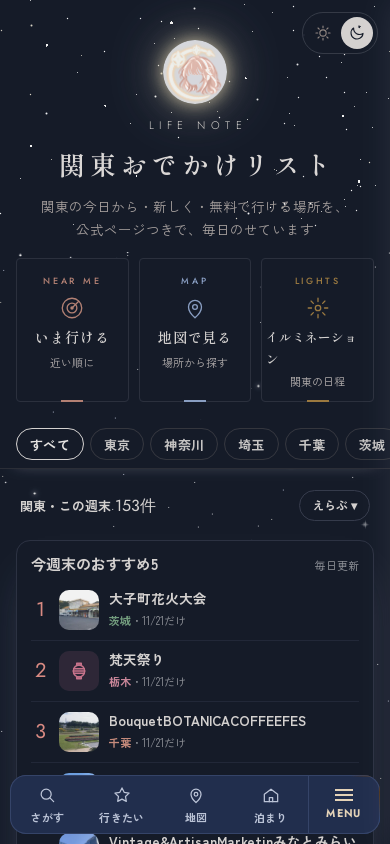 LIFE NOTE
関東おでかけリスト
関東の今日から・新しく・無料で行ける場所を、
公式ページつきで、毎日のせています
NEAR ME
いま行ける
近い順に
MAP
地図で見る
場所から探す
LIGHTS
イルミネーショ
ン
関東の日程
すべて
東京
神奈川
埼玉
千葉
茨城
関東・この週末 153件
えらぶ ▾
今週末のおすすめ5
毎日更新
1
大子町花火大会
茨城・11/21だけ
2
梵天祭り
栃木・11/21だけ
3
BouquetBOTANICACOFFEEFES
千葉・11/21だけ
Vintage&ArtisanMarketinみなとみらい
さがす
行きたい
地図
泊まり
MENU